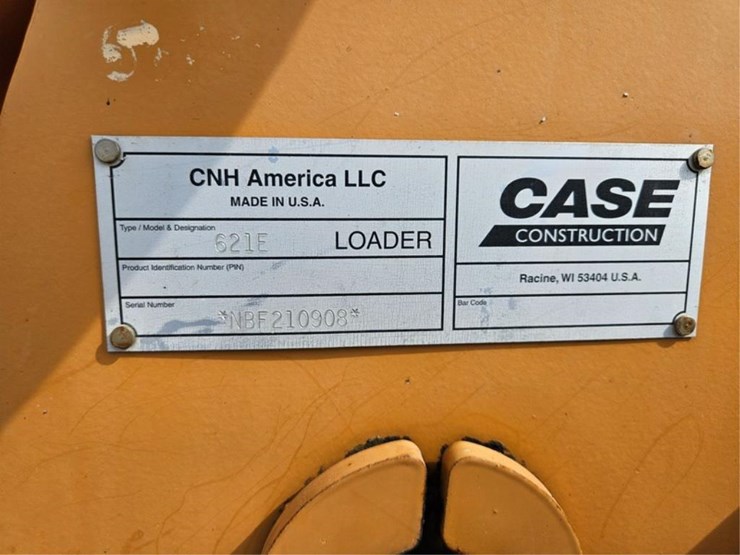 CNH America LLC
MADE IN U.S.A.
Type / Model & Designation
621E LOADER
Product Identification Number (PIN)
Serial Number
*NBF210908*
CASE
CONSTRUCTION
Racine, WI 53404 U.S.A.
Bar Code